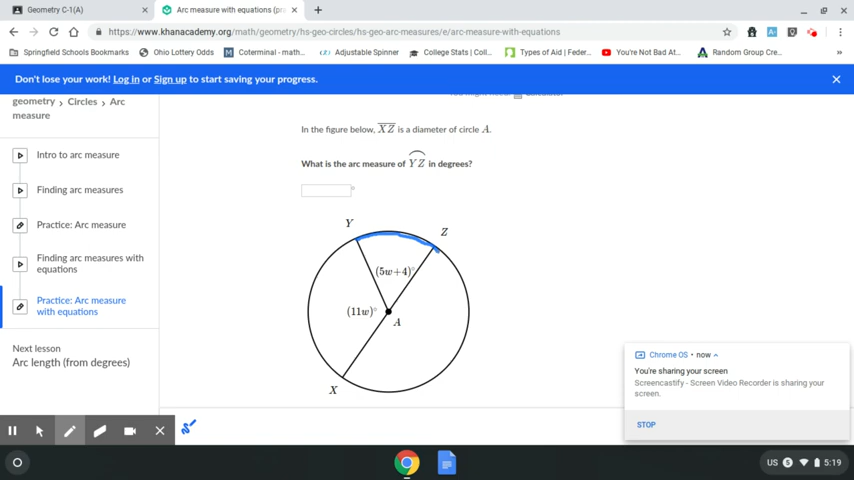 Geometry C-1(A)
Arc measure with equations (pra
https://www.khanacademy.org/math/geometry/hs-geo-circles/hs-geo-arc-measures/e/arc-measure-with-equations
Springfield Schools Bookmarks
Ohio Lottery Odds
Coterminal - math...
Adjustable Spinner
College Stats | Coll...
Types of Aid | Feder...
You're Not Bad At...
Random Group Cre...
Don't lose your work! Log in or Sign up to start saving your progress.
geometry > Circles > Arc
measure
Intro to arc measure
Finding arc measures
Practice: Arc measure
Finding arc measures with
equations
Practice: Arc measure
with equations
Next lesson
Arc length (from degrees)
In the figure below, XZ is a diameter of circle A.
What is the arc measure of YZ in degrees?
°
Y
Z
(5w+4)°
(11w)°
A
X
Chrome OS • now
You're sharing your screen
Screencastify - Screen Video Recorder is sharing your
screen.
STOP
US
5:19